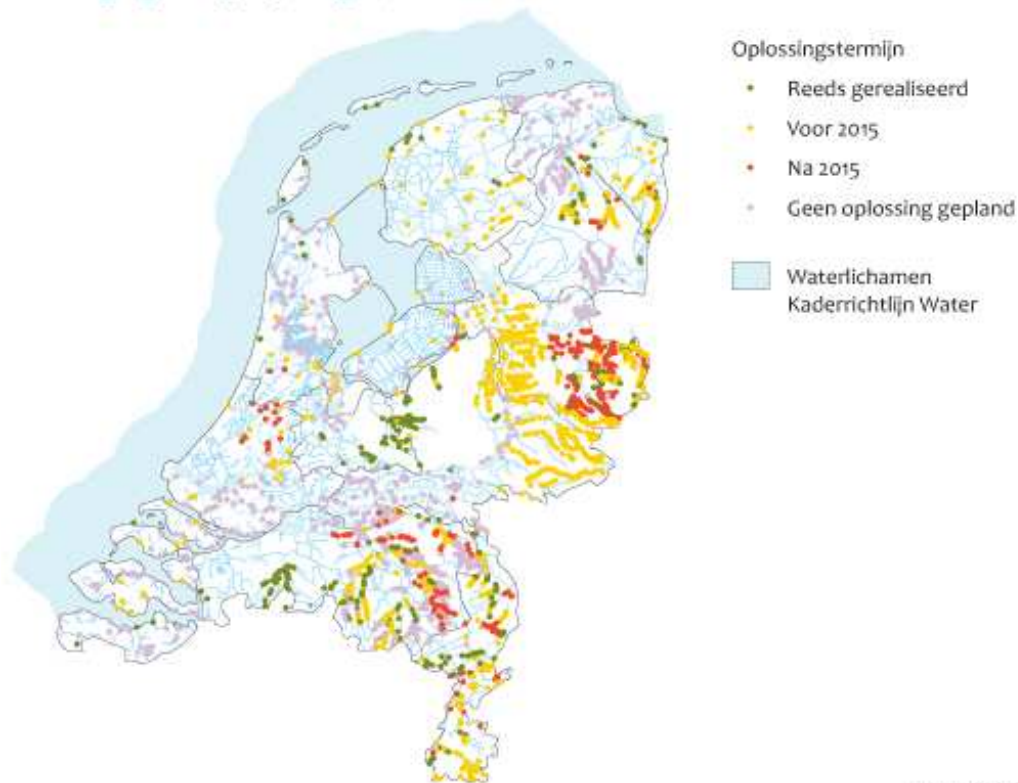 Oplossingstermijn
Reeds gerealiseerd
Voor 2015
Na 2015
Geen oplossing gepland
Waterlichamen
Kaderrichtlijn Water